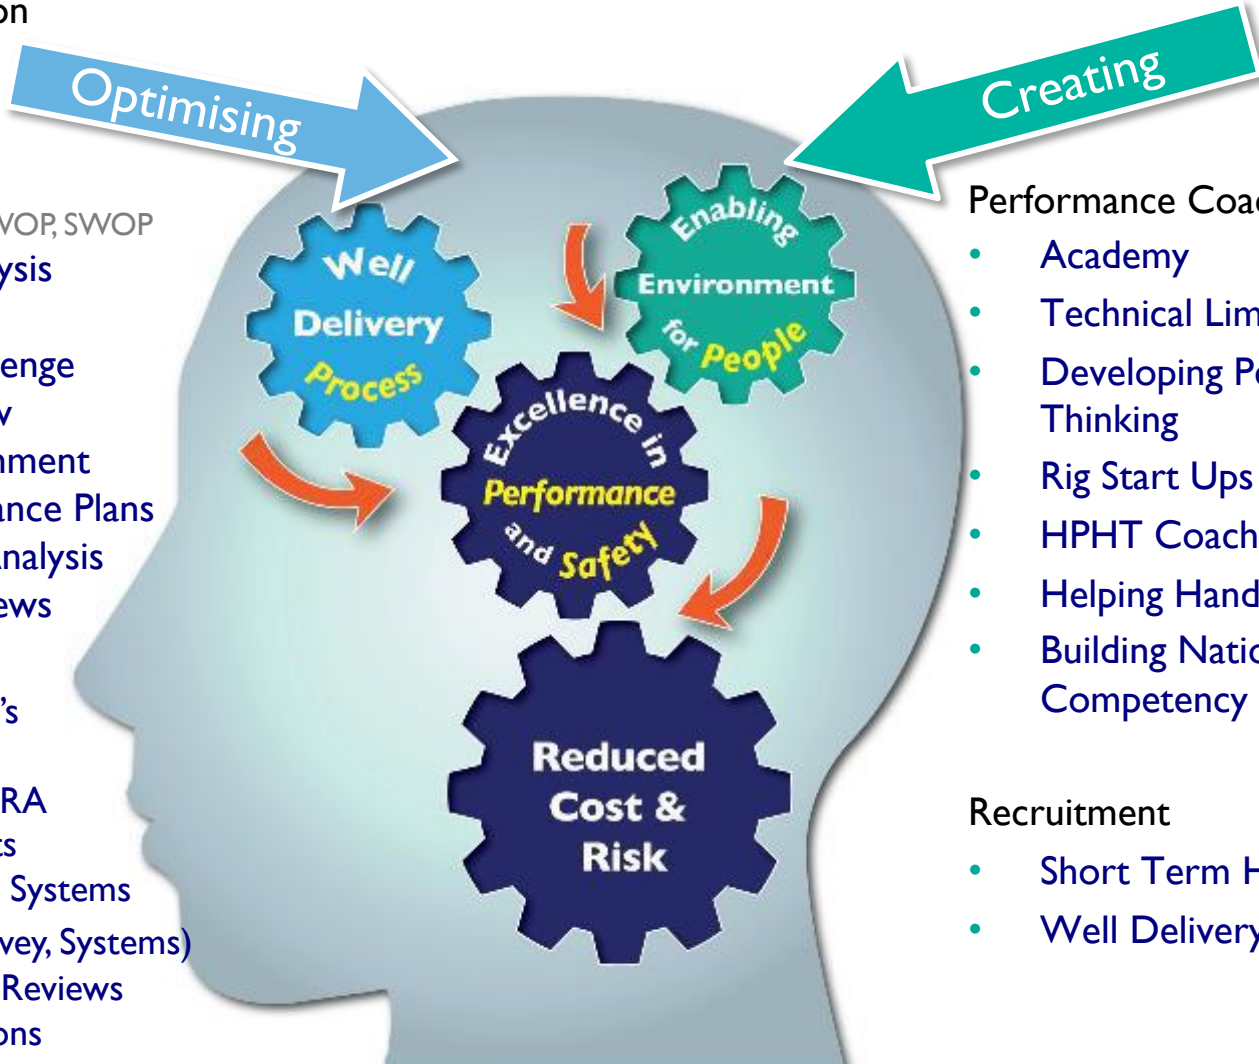 on
Optimising
VOP, SWOP
ysis
enge
w
nment
ance Plans
nalysis
ews
's
RA
ts
Systems
vey, Systems)
Reviews
ons
Well
Delivery
Process
Enabling
Environment
for People
Excellence in
Performance
and Safety
Reduced
Cost &
Risk
Creating
Performance Coac
• Academy
• Technical Lim
• Developing Pe
Thinking
• Rig Start Ups
• HPHT Coach
• Helping Hand
• Building Natio
Competency
Recruitment
• Short Term H
• Well Delivery